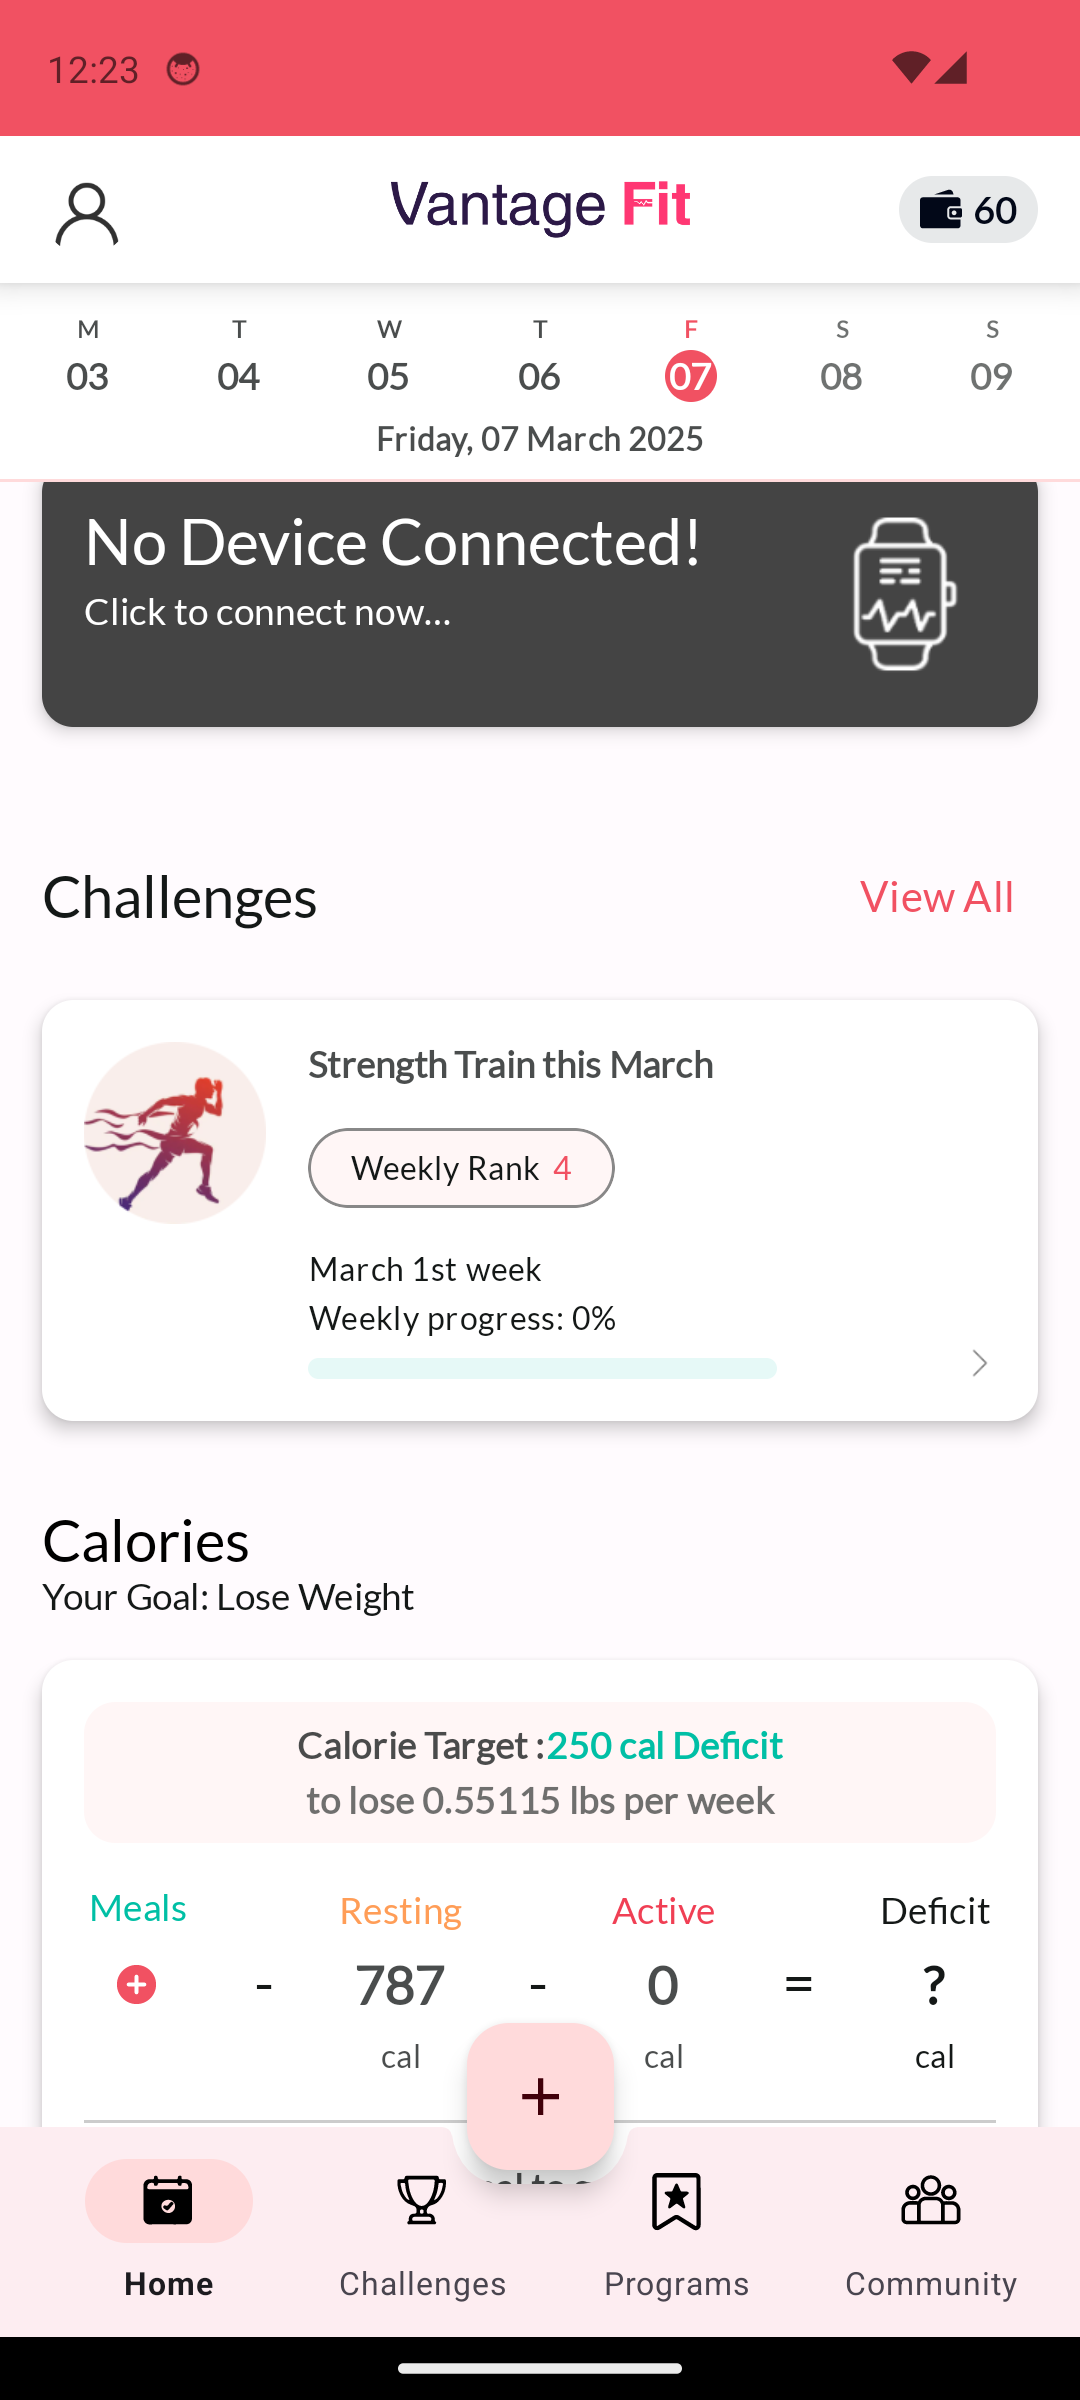 12:23
Vantage Fit
60
M T W T F S S
03 04 05 06 07 08 09
Friday, 07 March 2025
No Device Connected!
Click to connect now...
Challenges View All
Strength Train this March
Weekly Rank 4
March 1st week
Weekly progress: 0%
Calories
Your Goal: Lose Weight
Calorie Target :250 cal Deficit
to lose 0.55115 lbs per week
Meals Resting Active Deficit
- 787 - 0 = ?
cal cal cal
Home Challenges Programs Community